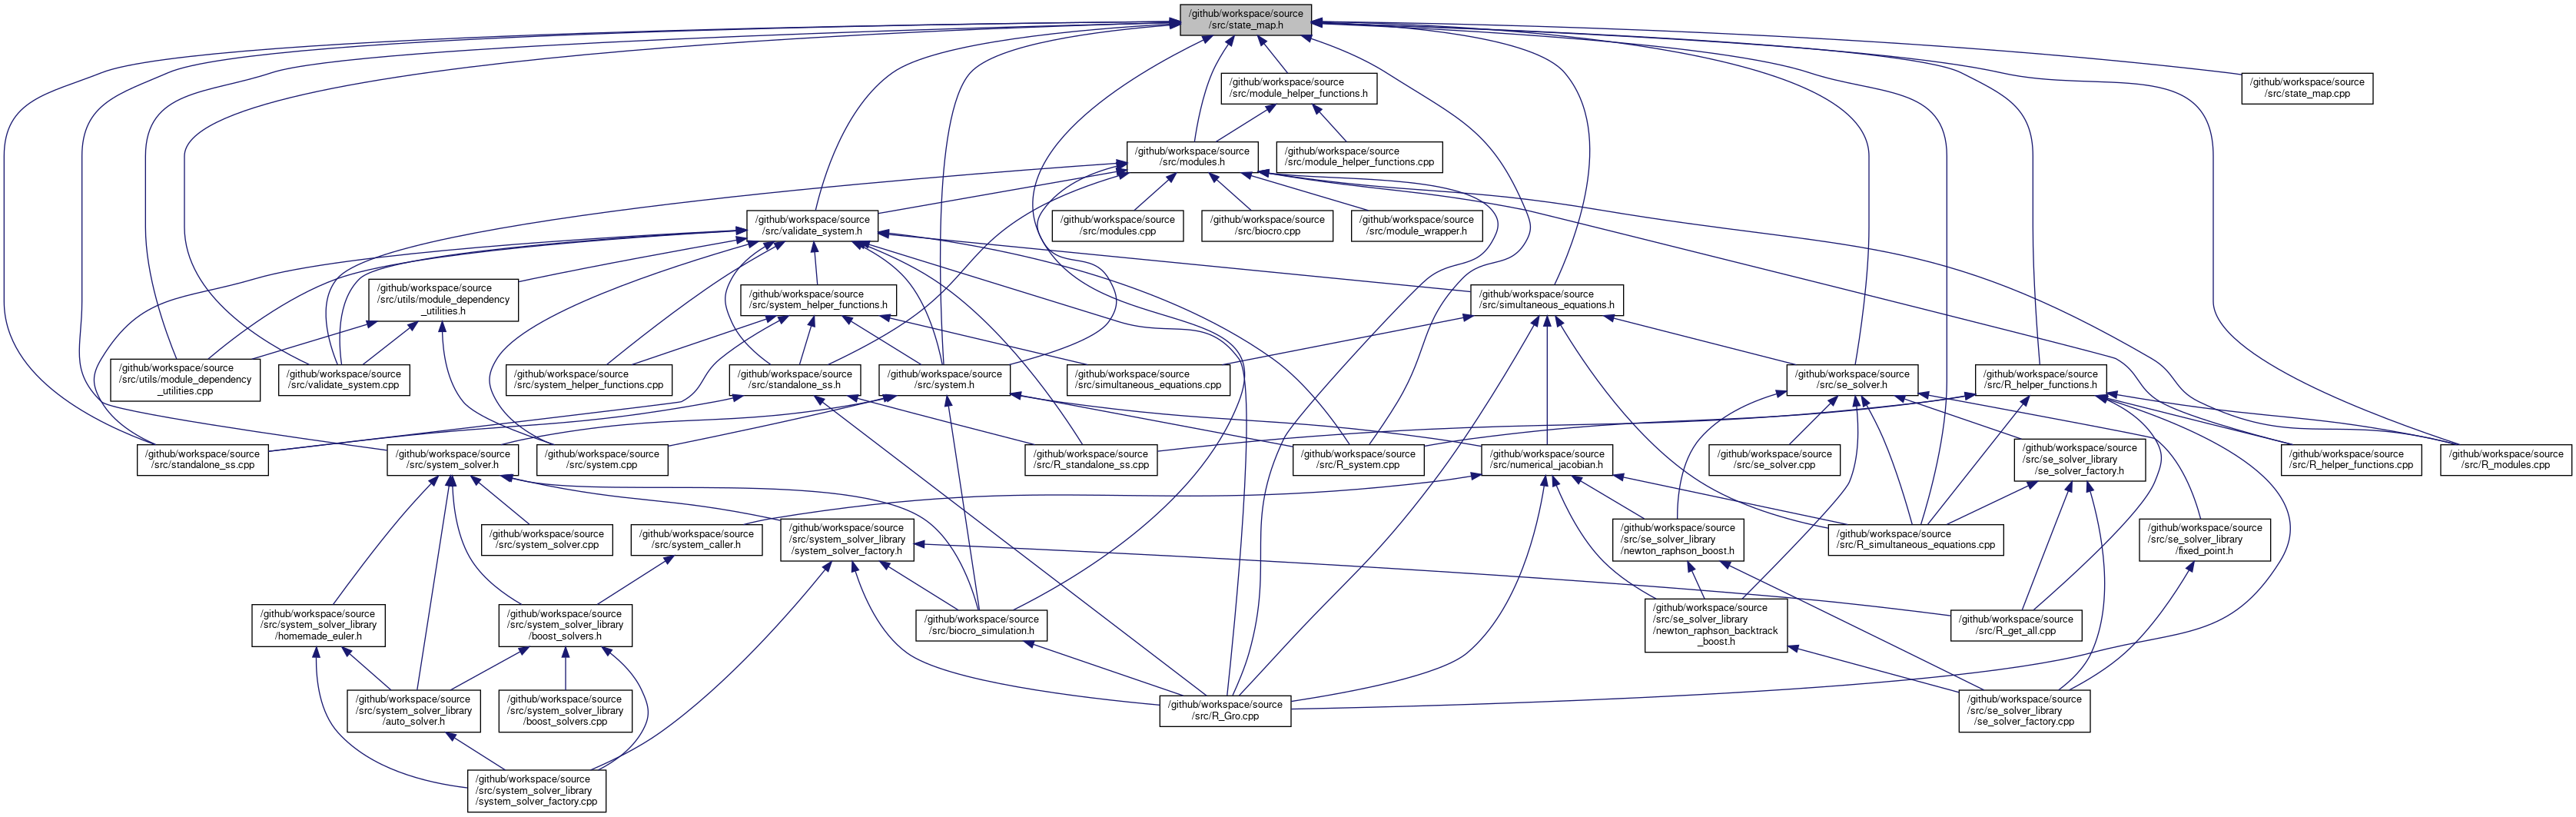 /github/workspace/source
/src/state_map.h
/github/workspace/source
/src/module_helper_functions.h
/github/workspace/source
/src/state_map.cpp
/github/workspace/source
/src/modules.h
/github/workspace/source
/src/module_helper_functions.cpp
/github/workspace/source
/src/validate_system.h
/github/workspace/source
/src/modules.cpp
/github/workspace/source
/src/biocro.cpp
/github/workspace/source
/src/module_wrapper.h
/github/workspace/source
/src/utils/module_dependency
_utilities.h
/github/workspace/source
/src/system_helper_functions.h
/github/workspace/source
/src/simultaneous_equations.h
/github/workspace/source
/src/utils/module_dependency
_utilities.cpp
/github/workspace/source
/src/validate_system.cpp
/github/workspace/source
/src/system_helper_functions.cpp
/github/workspace/source
/src/standalone_ss.h
/github/workspace/source
/src/system.h
/github/workspace/source
/src/simultaneous_equations.cpp
/github/workspace/source
/src/se_solver.h
/github/workspace/source
/src/R_helper_functions.h
/github/workspace/source
/src/standalone_ss.cpp
/github/workspace/source
/src/system_solver.h
/github/workspace/source
/src/system.cpp
/github/workspace/source
/src/R_standalone_ss.cpp
/github/workspace/source
/src/R_system.cpp
/github/workspace/source
/src/numerical_jacobian.h
/github/workspace/source
/src/se_solver.cpp
/github/workspace/source
/src/se_solver_library
/se_solver_factory.h
/github/workspace/source
/src/R_helper_functions.cpp
/github/workspace/source
/src/R_modules.cpp
/github/workspace/source
/src/system_solver.cpp
/github/workspace/source
/src/system_caller.h
/github/workspace/source
/src/system_solver_library
/system_solver_factory.h
/github/workspace/source
/src/se_solver_library
/newton_raphson_boost.h
/github/workspace/source
/src/R_simultaneous_equations.cpp
/github/workspace/source
/src/se_solver_library
/fixed_point.h
/github/workspace/source
/src/system_solver_library
/homemade_euler.h
/github/workspace/source
/src/system_solver_library
/boost_solvers.h
/github/workspace/source
/src/biocro_simulation.h
/github/workspace/source
/src/se_solver_library
/newton_raphson_backtrack
_boost.h
/github/workspace/source
/src/R_get_all.cpp
/github/workspace/source
/src/system_solver_library
/auto_solver.h
/github/workspace/source
/src/system_solver_library
/boost_solvers.cpp
/github/workspace/source
/src/R_Gro.cpp
/github/workspace/source
/src/se_solver_library
/se_solver_factory.cpp
/github/workspace/source
/src/system_solver_library
/system_solver_factory.cpp